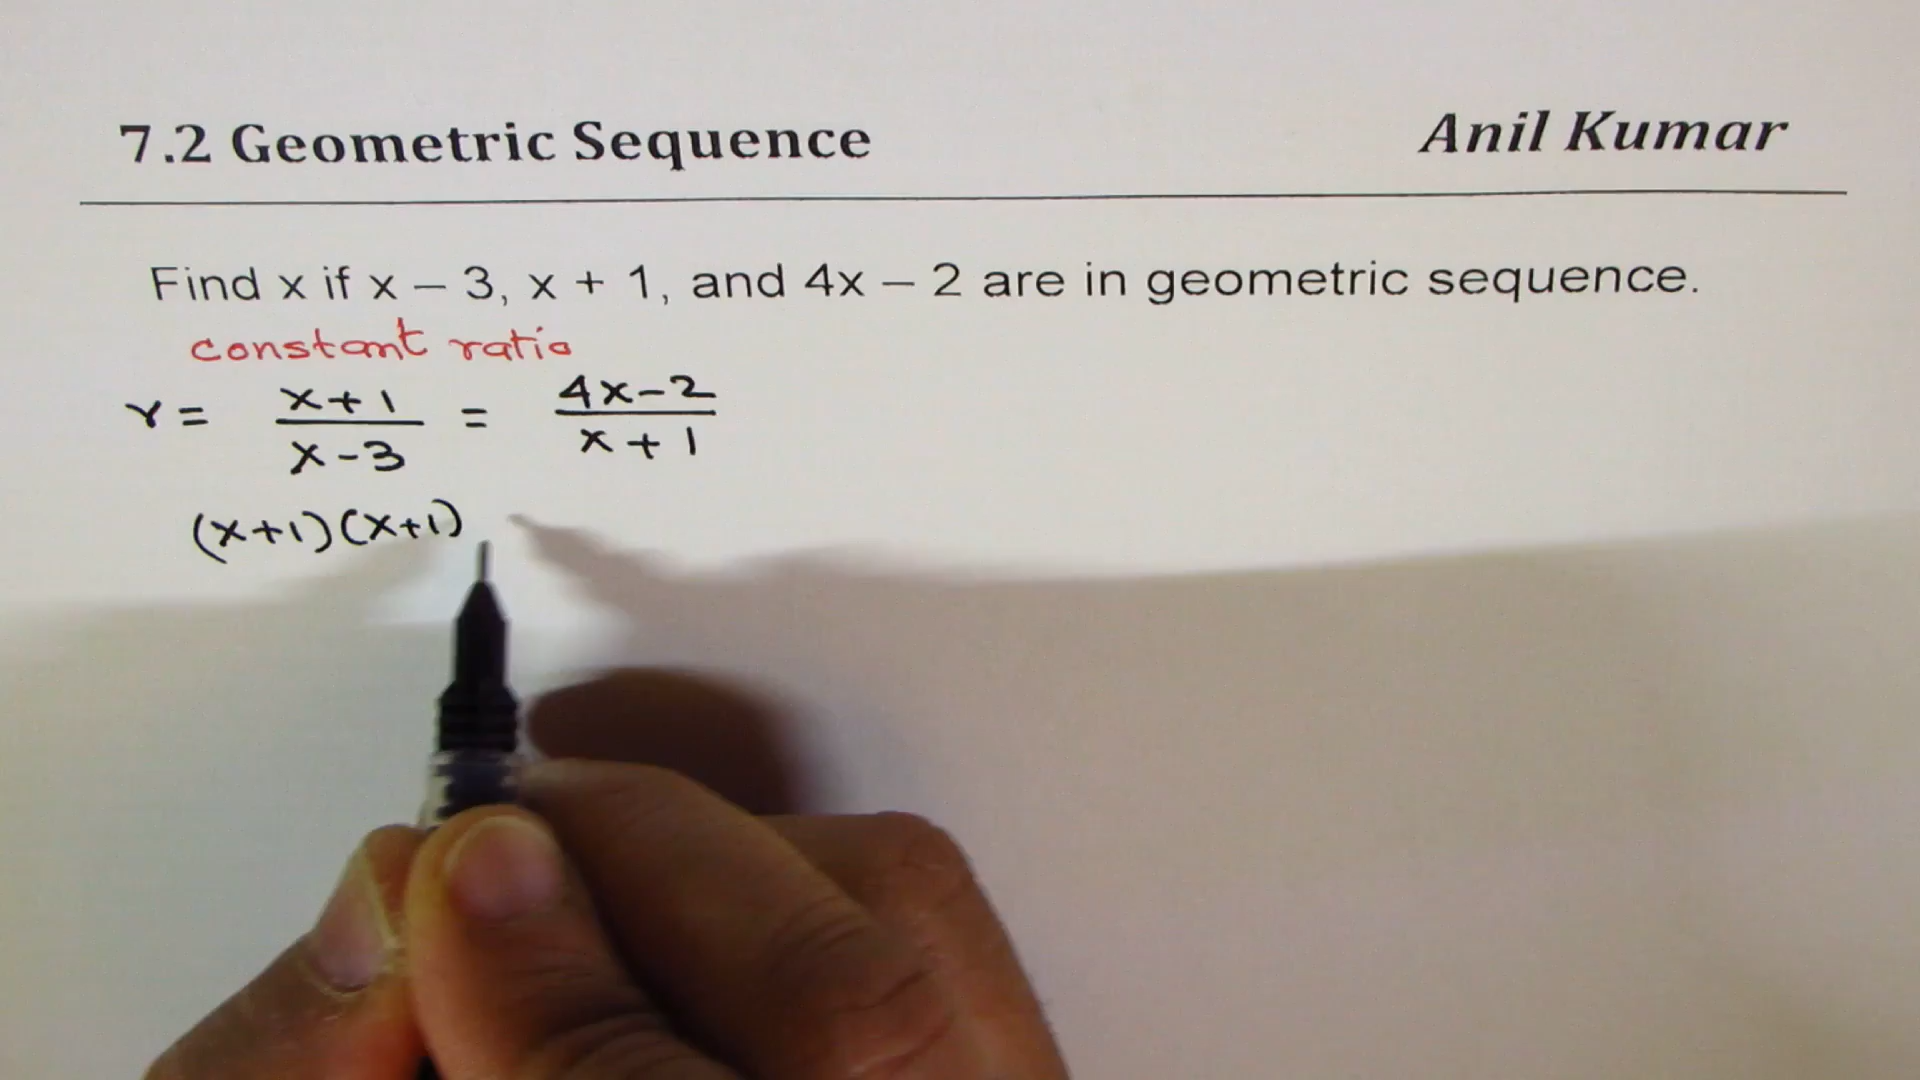 7.2 Geometric Sequence Anil Kumar
Find x if x – 3, x + 1, and 4x – 2 are in geometric sequence.
constant ratio
r = x+1 / x-3 = 4x-2 / x+1
(x+1)(x+1)